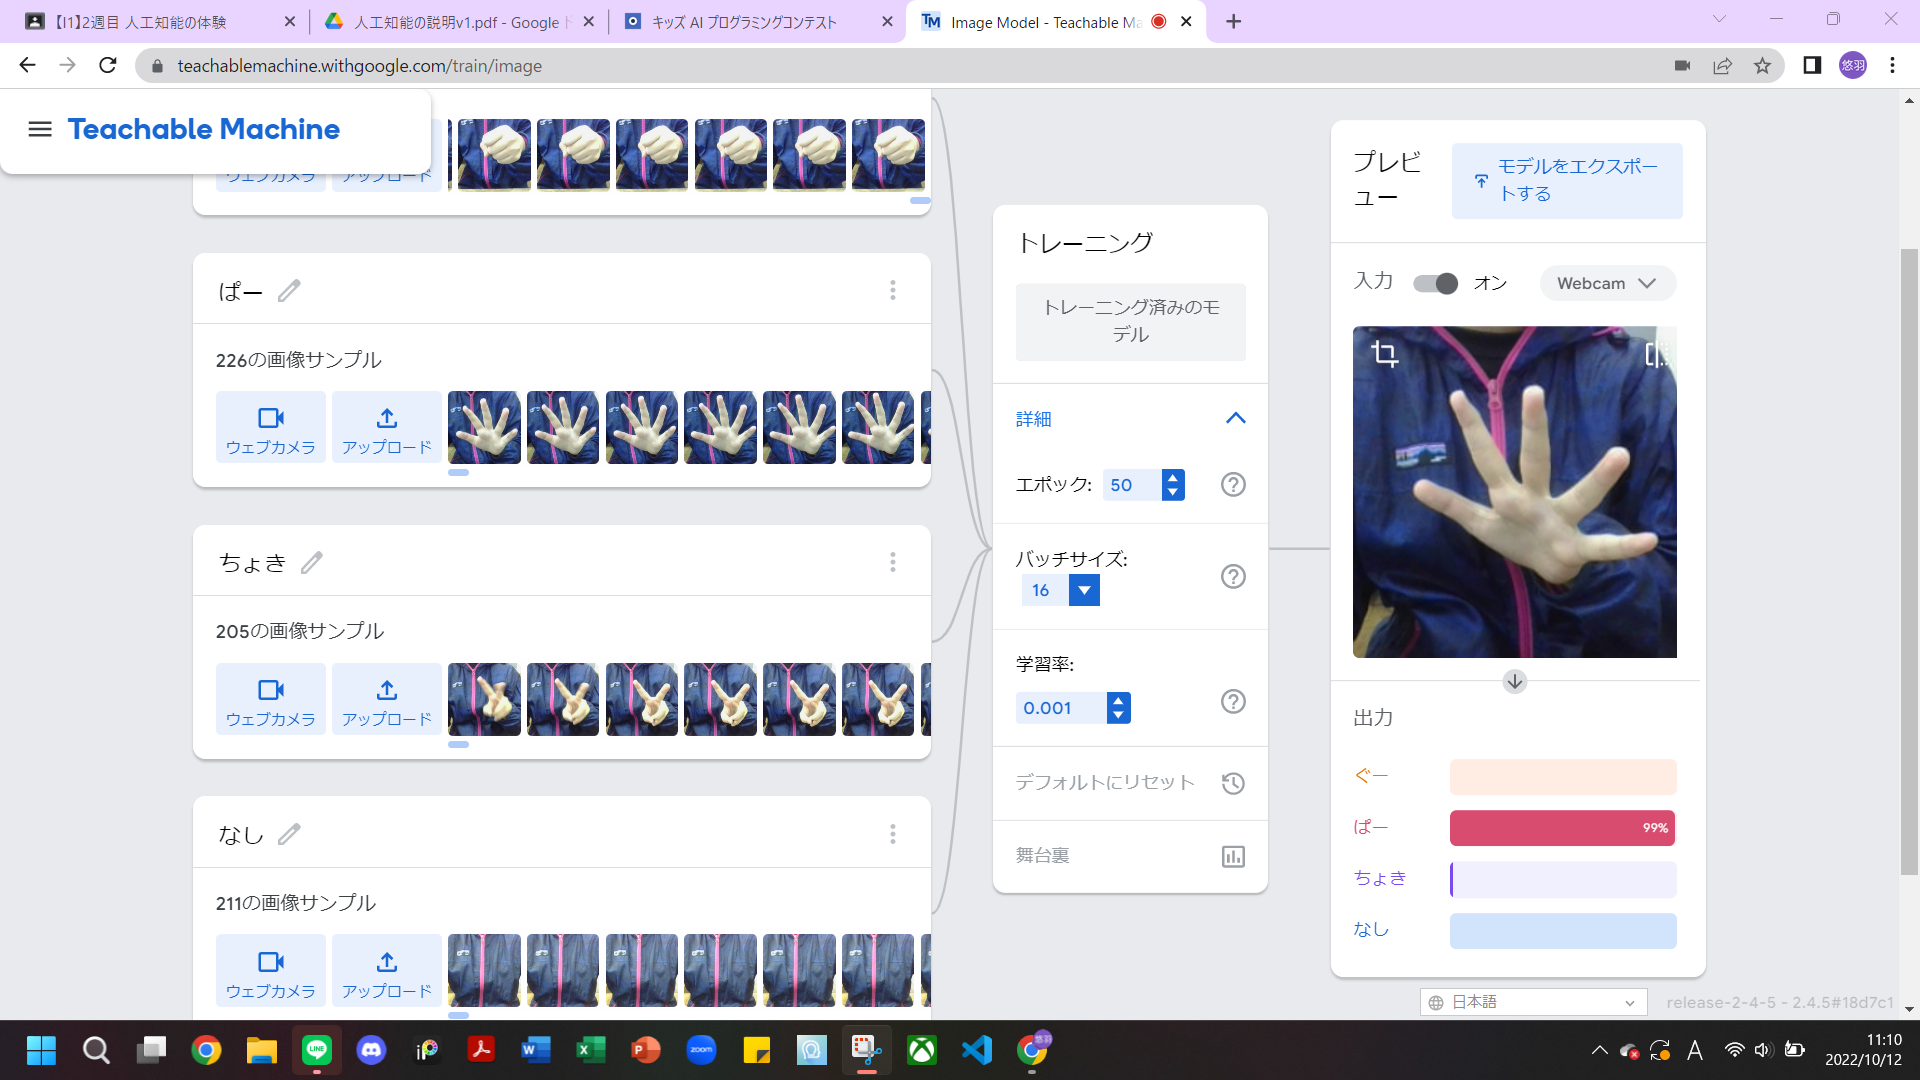 【I1】2週目 人工知能の体験
人工知能の説明v1.pdf - Google
キッズ AI プログラミングコンテスト
Image Model - Teachable Ma
teachablemachine.withgoogle.com/train/image
悠羽
Teachable Machine
ウェブカメラ
アップロード
ぱー
226の画像サンプル
ウェブカメラ
アップロード
ちょき
205の画像サンプル
ウェブカメラ
アップロード
なし
211の画像サンプル
ウェブカメラ
アップロード
トレーニング
トレーニング済みのモ
デル
詳細
エポック: 50
バッチサイズ:
16
学習率:
0.001
デフォルトにリセット
舞台裏
プレビ
ュー
モデルをエクスポー
トする
入力 オン Webcam
出力
ぐー
ぱー 99%
ちょき
なし
日本語
release-2-4-5 - 2.4.5#18d7c1
LINE
iP
zoom
悠羽
A
11:10
2022/10/12